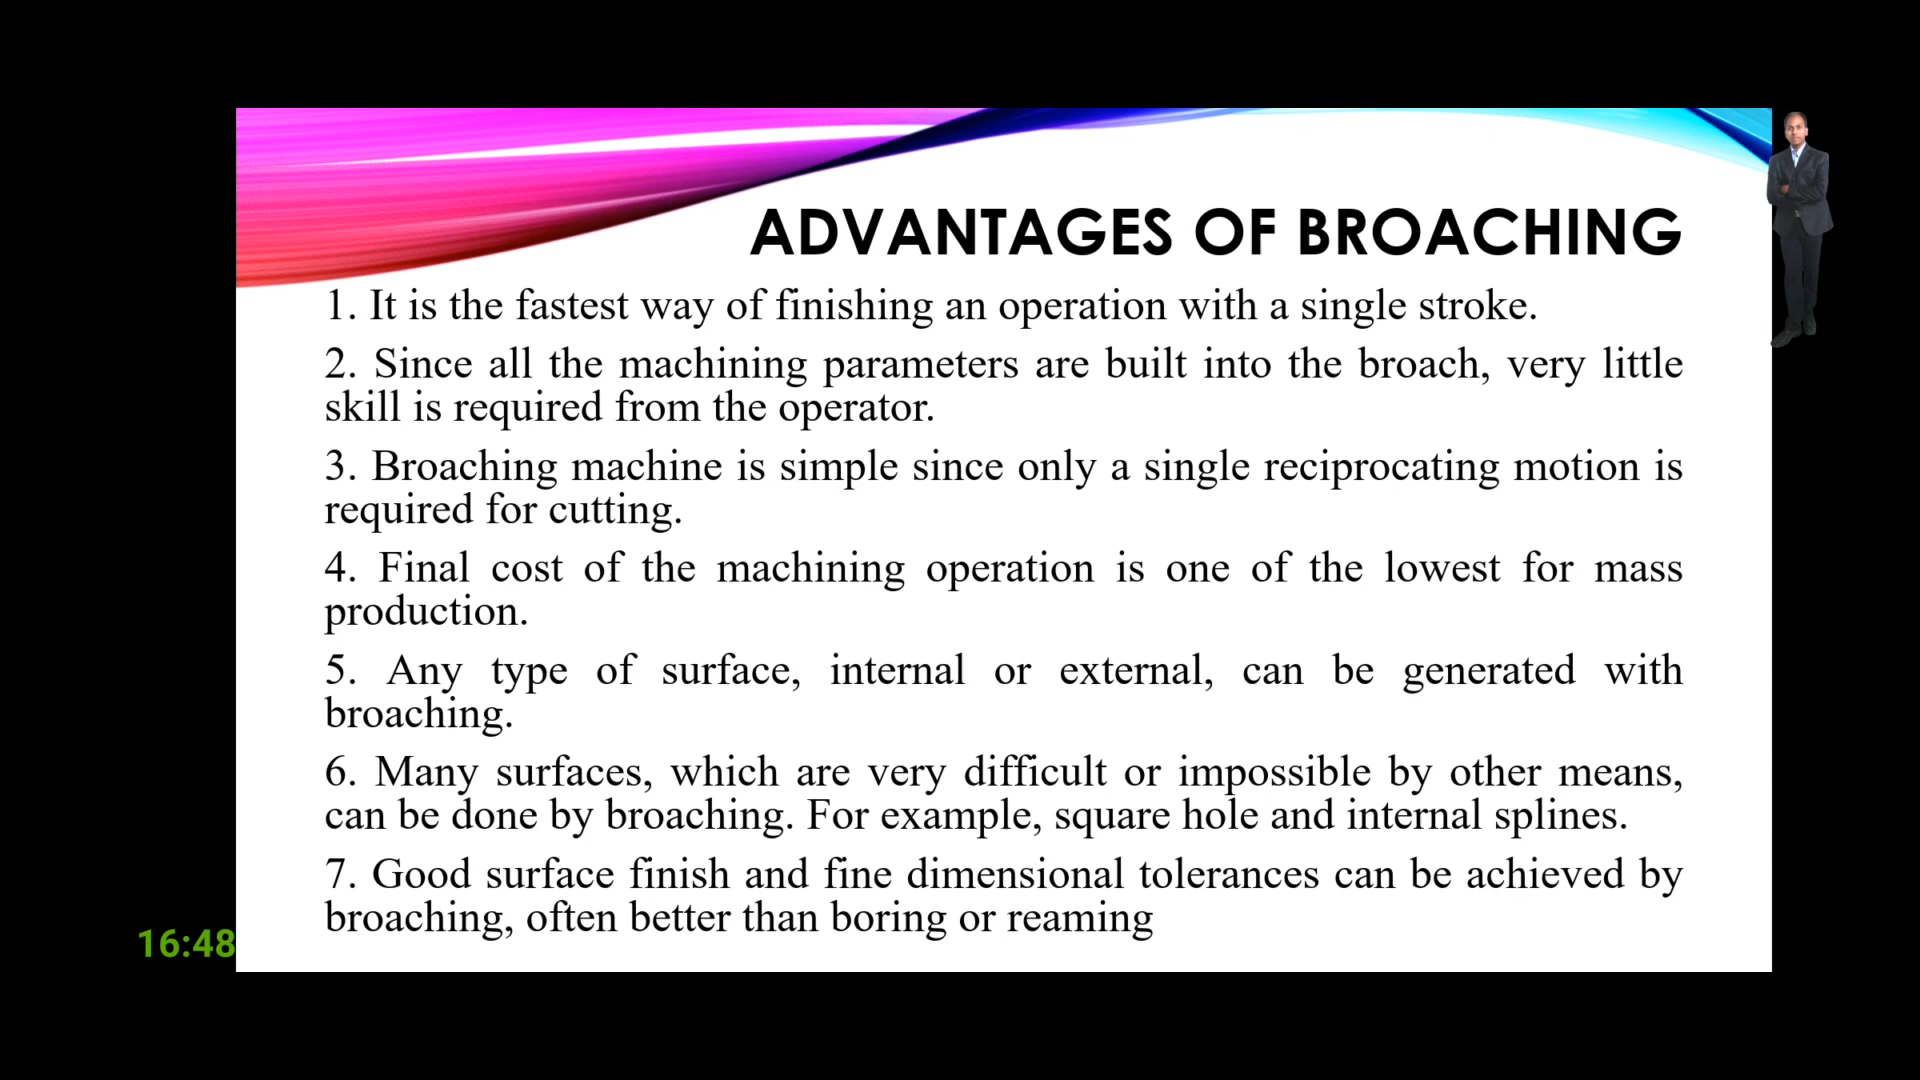 ADVANTAGES OF BROACHING
1. It is the fastest way of finishing an operation with a single stroke.
2. Since all the machining parameters are built into the broach, very little
skill is required from the operator.
3. Broaching machine is simple since only a single reciprocating motion is
required for cutting.
4. Final cost of the machining operation is one of the lowest for mass
production.
5. Any type of surface, internal or external, can be generated with
broaching.
6. Many surfaces, which are very difficult or impossible by other means,
can be done by broaching. For example, square hole and internal splines.
7. Good surface finish and fine dimensional tolerances can be achieved by
broaching, often better than boring or reaming
16:48